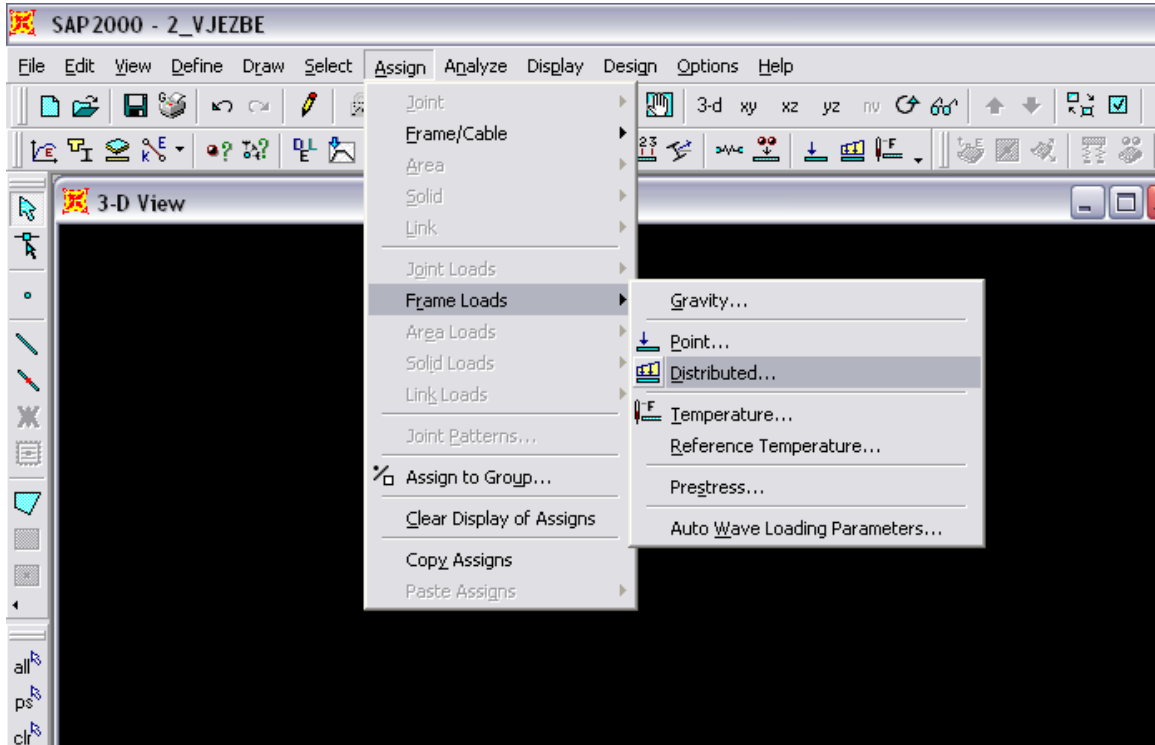 SAP2000 - 2_VJEZBE
File Edit View Define Draw Select Assign Analyze Display Design Options Help
3-d xy xz yz nv
3-D View
Joint
Frame/Cable
Area
Solid
Link
Joint Loads
Frame Loads
Area Loads
Solid Loads
Link Loads
Joint Patterns...
Assign to Group...
Clear Display of Assigns
Copy Assigns
Paste Assigns
Gravity...
Point...
Distributed...
Temperature...
Reference Temperature...
Prestress...
Auto Wave Loading Parameters...
all
ps
clr